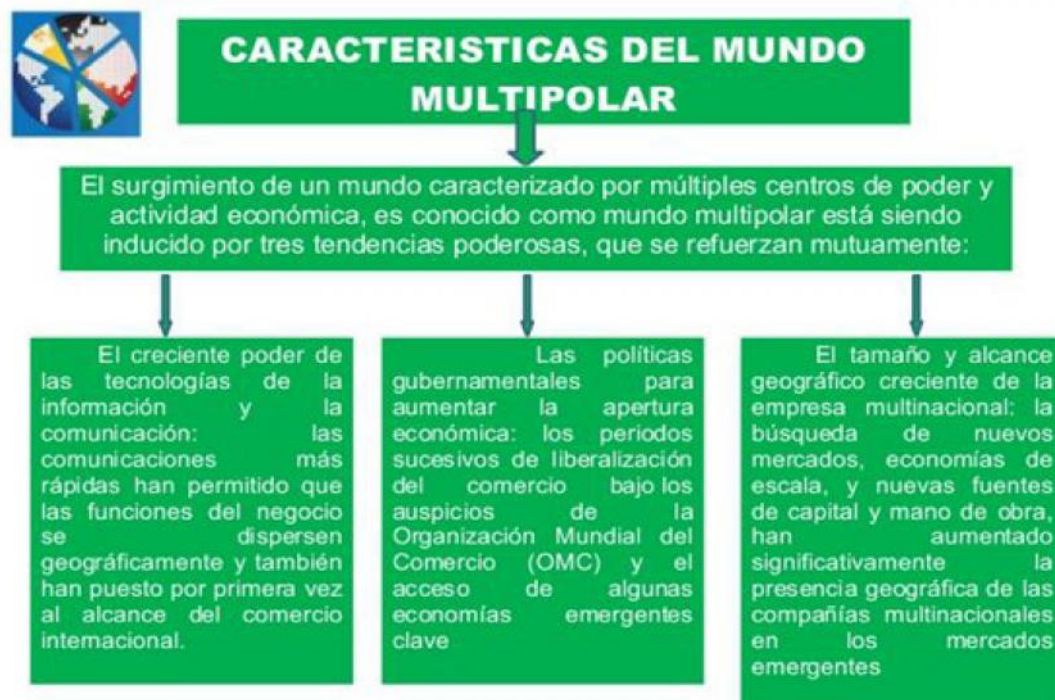 CARACTERISTICAS DEL MUNDO
MULTIPOLAR
El surgimiento de un mundo caracterizado por múltiples centros de poder y
actividad económica, es conocido como mundo multipolar está siendo
inducido por tres tendencias poderosas, que se refuerzan mutuamente:
El creciente poder de
las tecnologías de la
información y la
comunicación: las
comunicaciones más
rápidas han permitido que
las funciones del negocio
se dispersen
geográficamente y también
han puesto por primera vez
al alcance del comercio
internacional.
Las políticas
gubernamentales para
aumentar la apertura
económica: los periodos
sucesivos de liberalización
del comercio bajo los
auspicios de la
Organización Mundial del
Comercio (OMC) y el
acceso de algunas
economías emergentes
clave
El tamaño y alcance
geográfico creciente de la
empresa multinacional: la
búsqueda de nuevos
mercados, economías de
escala, y nuevas fuentes
de capital y mano de obra,
han aumentado
significativamente la
presencia geográfica de las
compañías multinacionales
en los mercados
emergentes